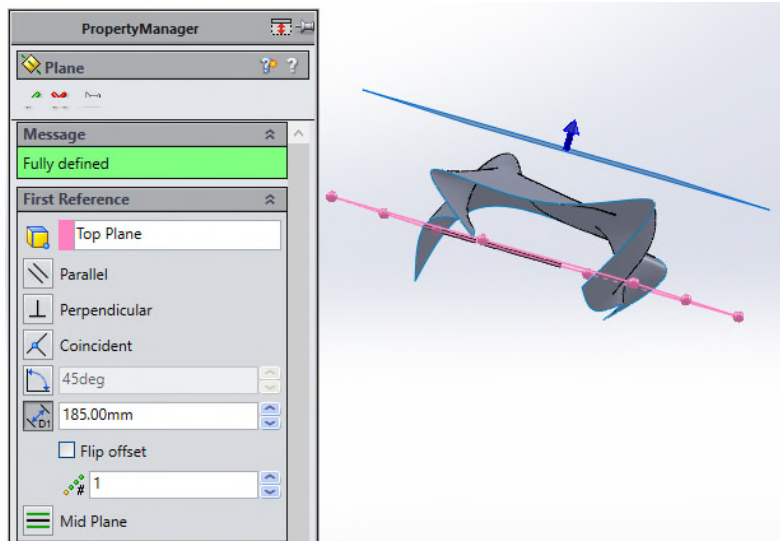 PropertyManager
Plane
?
Message
Fully defined
First Reference
Top Plane
Parallel
Perpendicular
Coincident
45deg
D1
185.00mm
Flip offset
#
1
Mid Plane